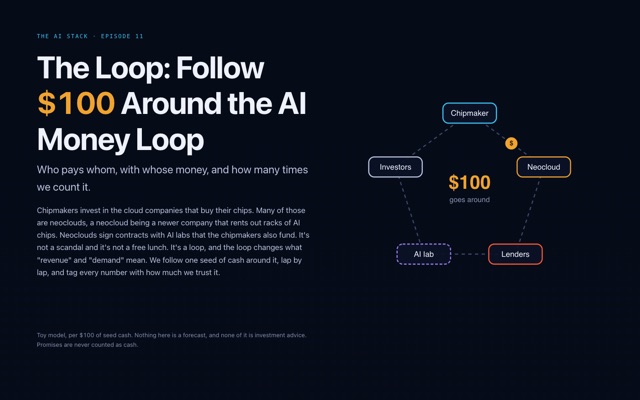 THE AI STACK · EPISODE 11
The Loop: Follow
$100 Around the AI
Money Loop
Who pays whom, with whose money, and how many times
we count it.
Chipmakers invest in the cloud companies that buy their chips. Many of those
are neoclouds, a neocloud being a newer company that rents out racks of AI
chips. Neoclouds sign contracts with AI labs that the chipmakers also fund. It's
not a scandal and it's not a free lunch. It's a loop, and the loop changes what
"revenue" and "demand" mean. We follow one seed of cash around it, lap by
lap, and tag every number with how much we trust it.
Toy model, per $100 of seed cash. Nothing here is a forecast, and none of it is investment advice.
Promises are never counted as cash.
Chipmaker
$
Investors
Neocloud
$100
goes around
AI lab
Lenders